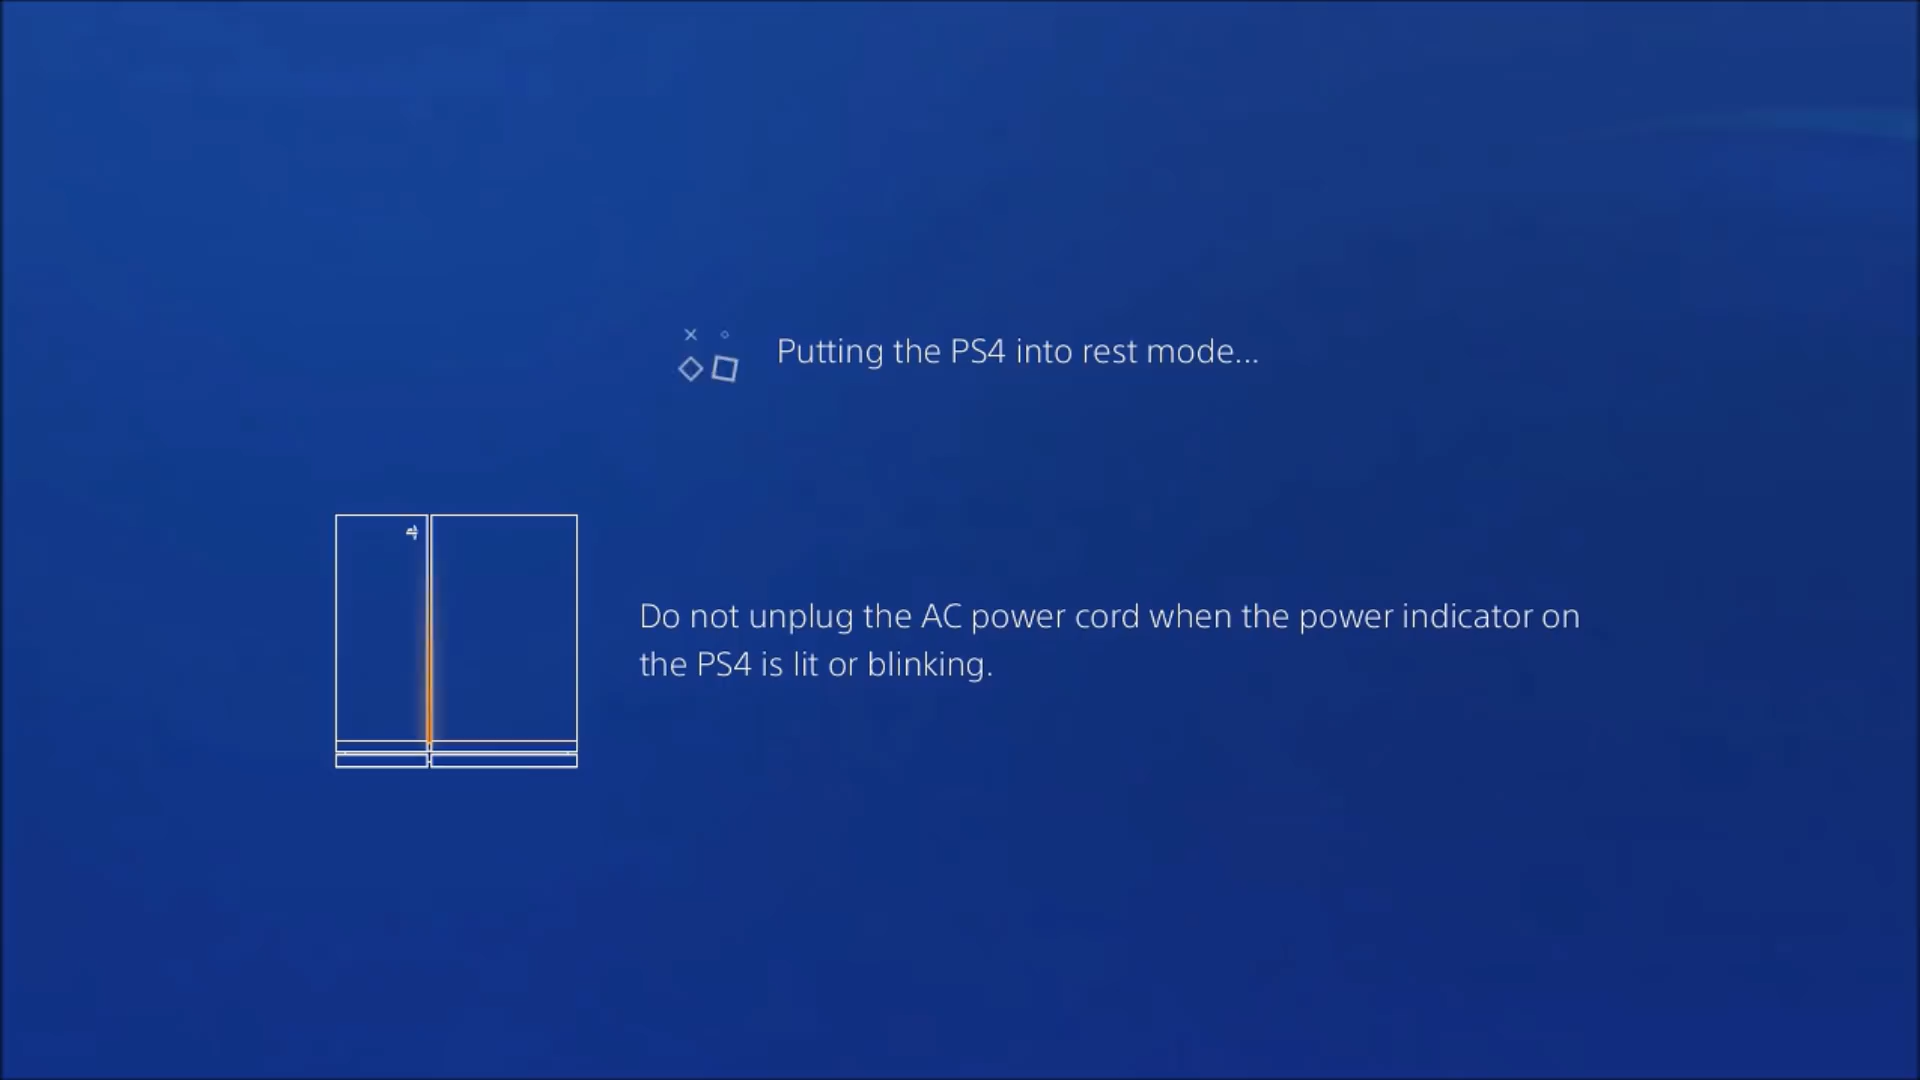 Putting the PS4 into rest mode...
Do not unplug the AC power cord when the power indicator on
the PS4 is lit or blinking.